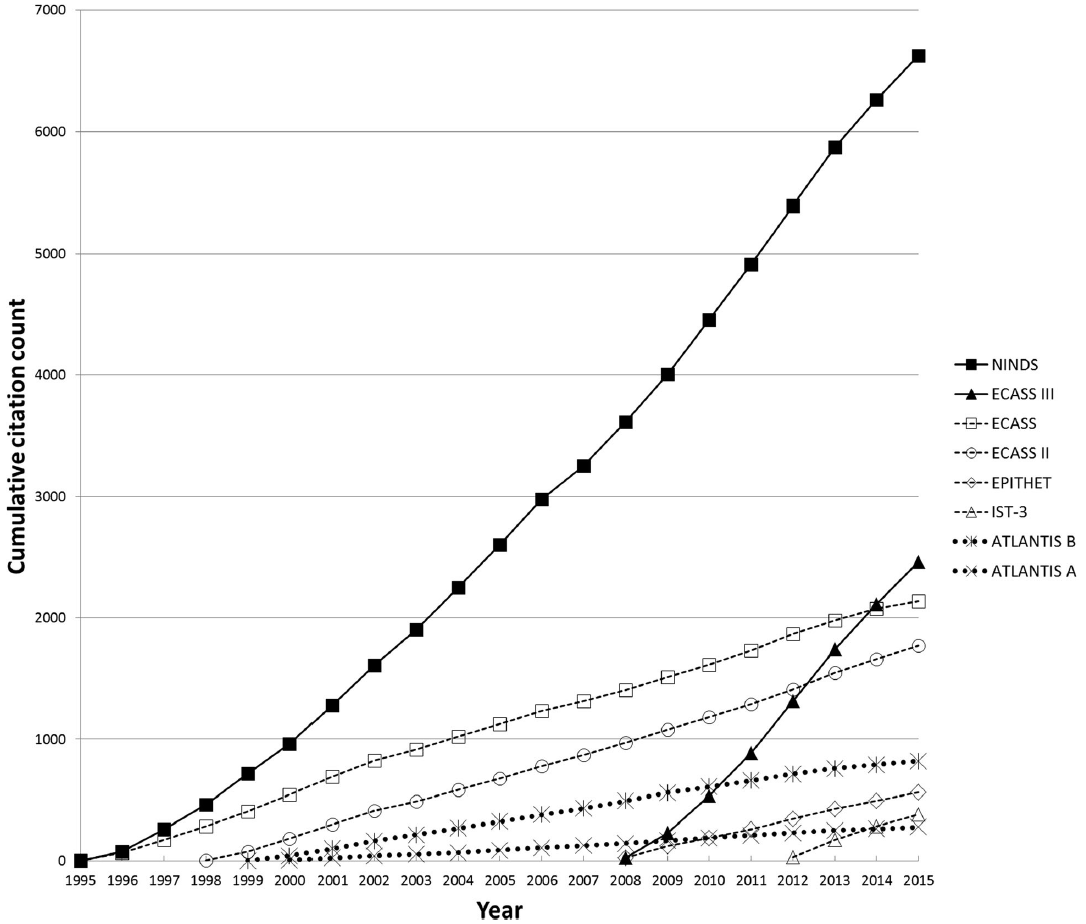 7000
6000
5000
4000
3000
2000
1000
0
Cumulative citation count
1995 1996 1997 1998 1999 2000 2001 2002 2003 2004 2005 2006 2007 2008 2009 2010 2011 2012 2013 2014 2015
Year
NINDS
ECASS III
ECASS
ECASS II
EPITHET
IST-3
ATLANTIS B
ATLANTIS A